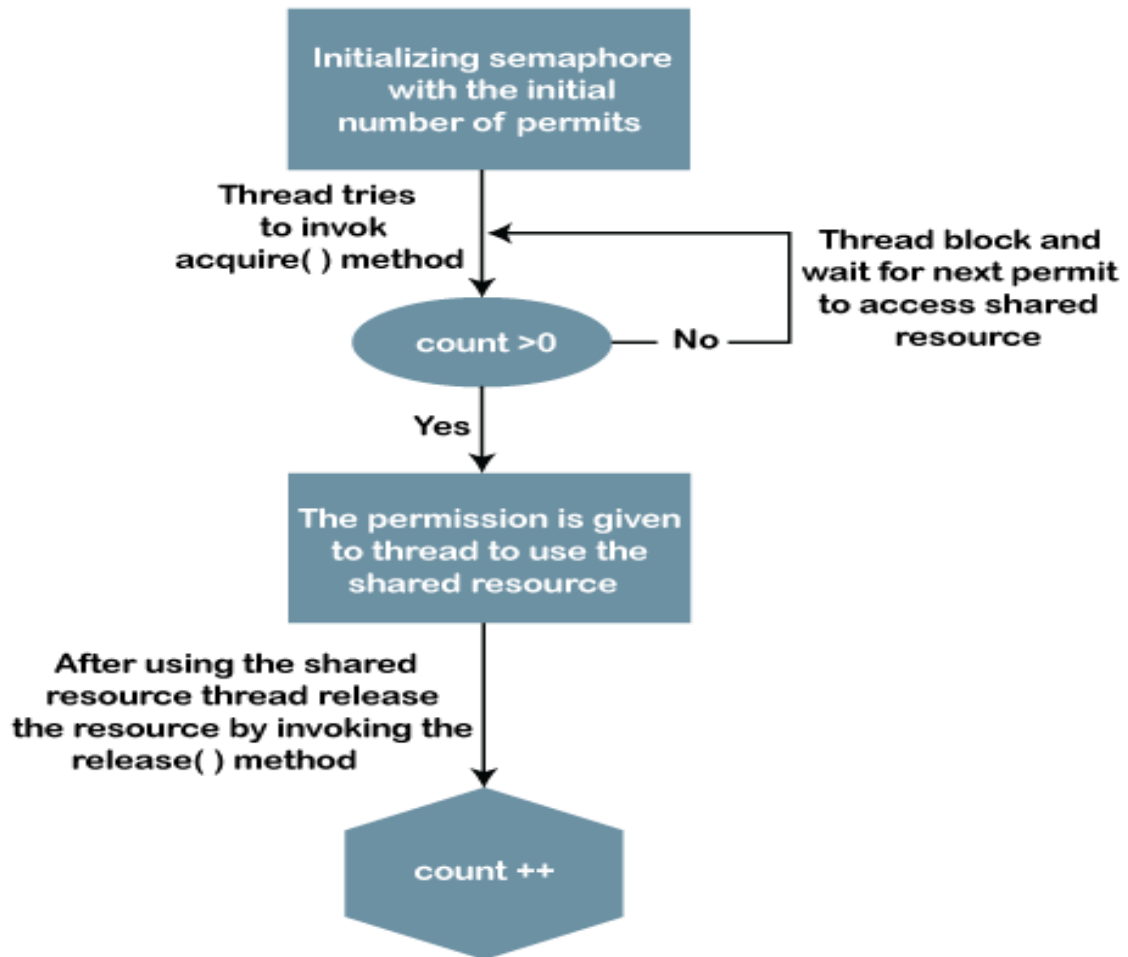 Initializing semaphore
with the initial
number of permits
Thread tries
to invok
acquire( ) method
Thread block and
wait for next permit
to access shared
resource
count >0
No
Yes
The permission is given
to thread to use the
shared resource
After using the shared
resource thread release
the resource by invoking the
release( ) method
count ++